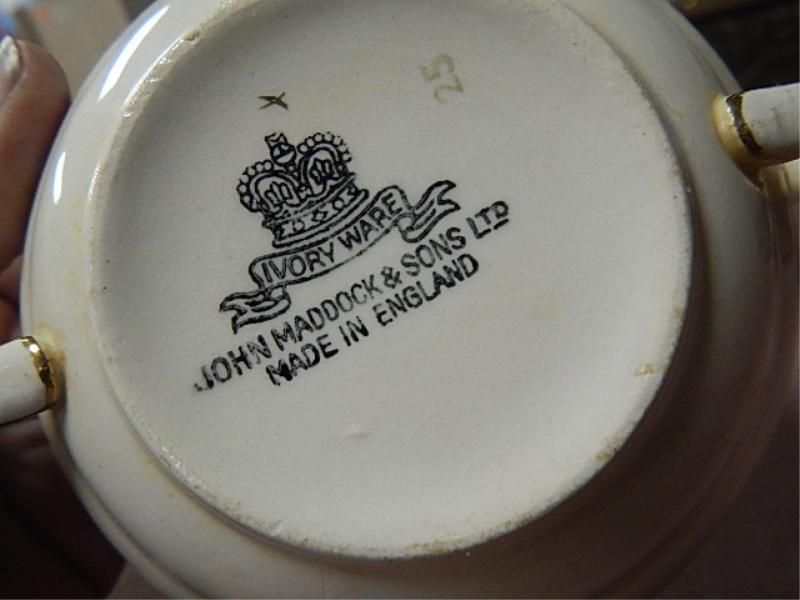 25
IVORY WARE
JOHN MADDOCK & SONS LTD
MADE IN ENGLAND